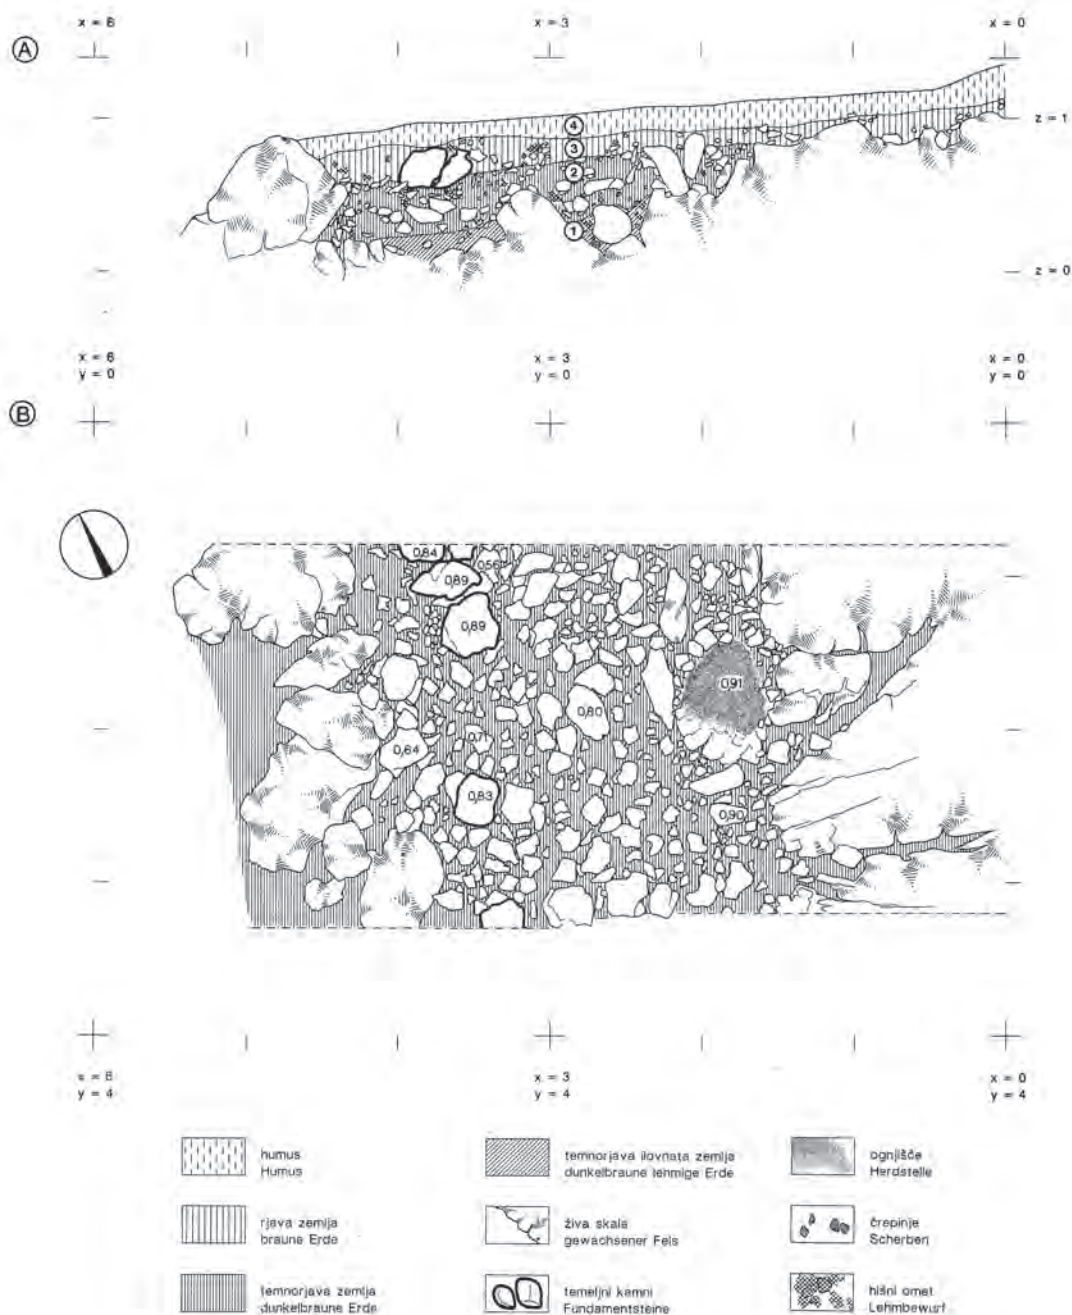 x = 6 x = 3 x = 0
A
4
z = 1
3
2
1
z = 0
x = 6 x = 3 x = 0
y = 0 y = 0 y = 0
B
0,84
0,56
0,89
0,89
0,91
0,80
0,71
0,64
0,83
0,90
x = 6 x = 3 x = 0
y = 4 y = 4 y = 4
humus
Humus
temnorjava ilovnata zemlja
dunkelbraune lehmige Erde
ognjišče
Herdstelle
rjava zemlja
braune Erde
živa skala
gewachsener Fels
črepinje
Scherben
temnorjava zemlja
dunkelbraune Erde
temeljni kamni
Fundamentsteine
hišni omet
Lehmbewurf